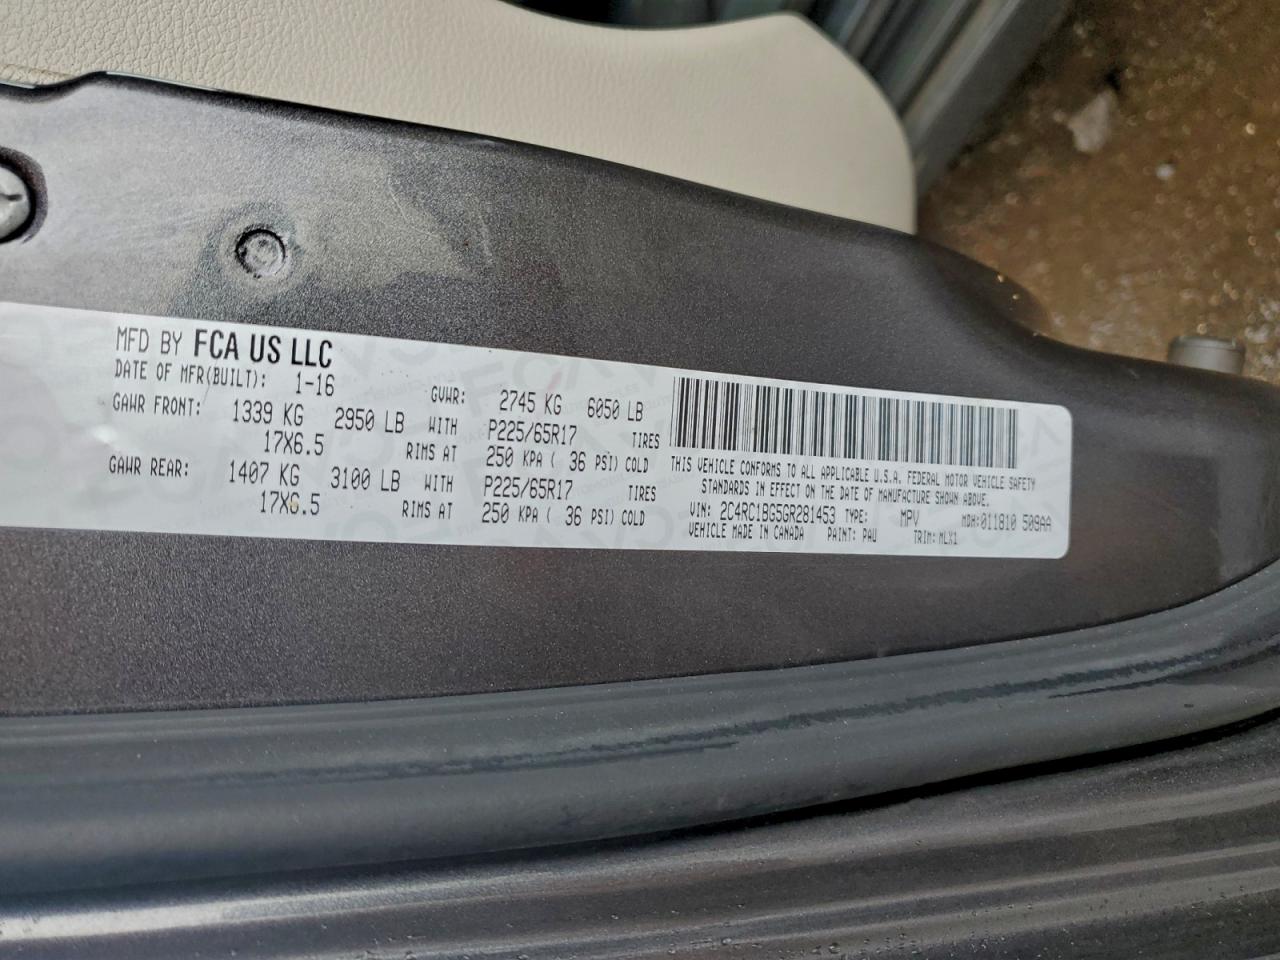 MFD BY FCA US LLC
DATE OF MFR(BUILT): 1-16 GVWR: 2745 KG 6050 LB
GAWR FRONT: 1339 KG 2950 LB WITH P225/65R17 TIRES
17X6.5 RIMS AT 250 KPA ( 36 PSI) COLD
GAWR REAR: 1407 KG 3100 LB WITH P225/65R17 TIRES
17X6.5 RIMS AT 250 KPA ( 36 PSI) COLD
THIS VEHICLE CONFORMS TO ALL APPLICABLE U.S.A. FEDERAL MOTOR VEHICLE SAFETY
STANDARDS IN EFFECT ON THE DATE OF MANUFACTURE SHOWN ABOVE.
VIN: 2C4RC1BG5GR281453 TYPE: MPV MDH:011810 509AA
VEHICLE MADE IN CANADA PAINT: PAU TRIM: MLX1